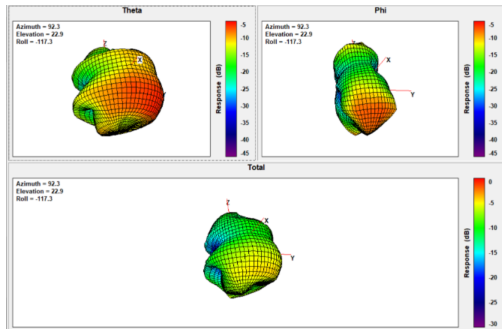 Theta
Azimuth = 92.3
Elevation = 22.9
Roll = -117.3
Z
X
Y
-5
-10
-15
-20
-25
-30
-35
-40
-45
Response (dB)
Phi
Azimuth = 92.3
Elevation = 22.9
Roll = -117.3
Z
X
Y
-5
-10
-15
-20
-25
-30
-35
-40
-45
Response (dB)
Total
Azimuth = 92.3
Elevation = 22.9
Roll = -117.3
Z
X
Y
0
-5
-10
-15
-20
-25
-30
Response (dB)